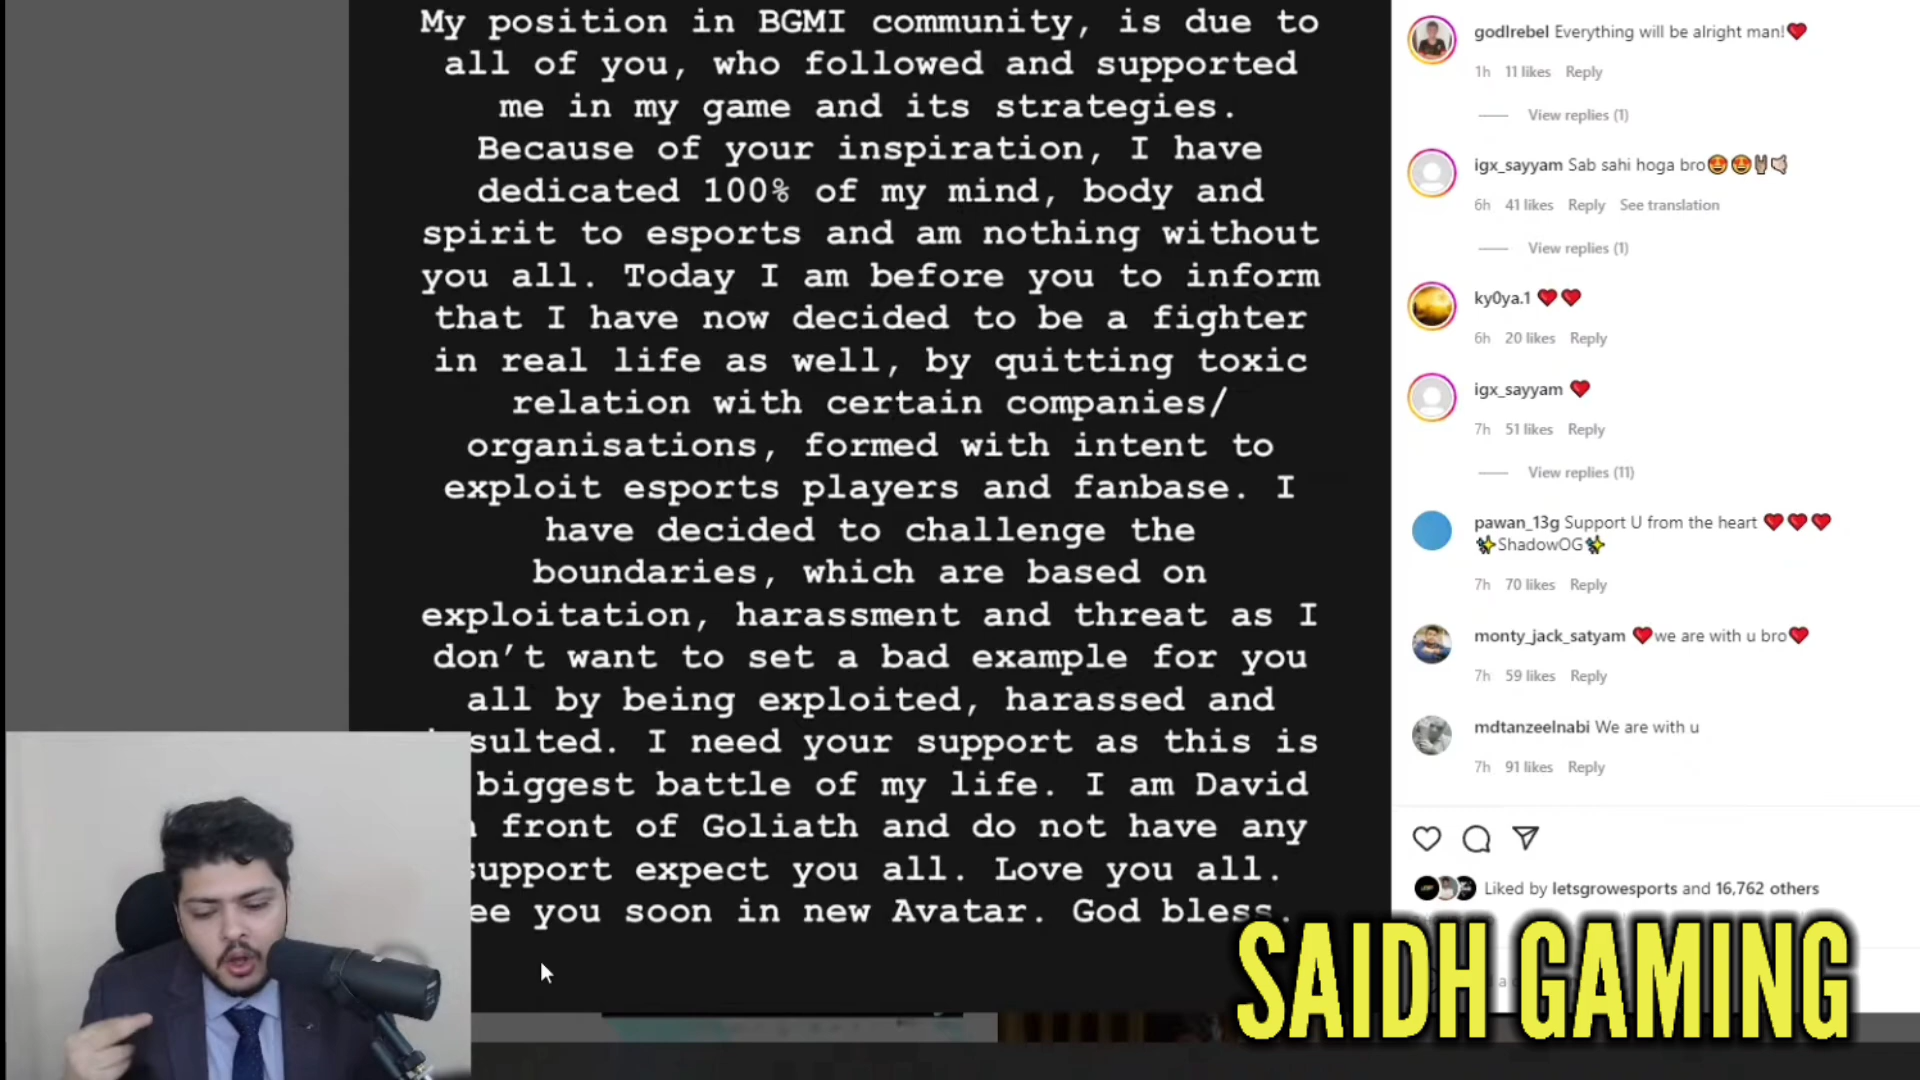 My position in BGMI community, is due to
all of you, who followed and supported
me in my game and its strategies.
Because of your inspiration, I have
dedicated 100% of my mind, body and
spirit to esports and am nothing without
you all. Today I am before you to inform
that I have now decided to be a fighter
in real life as well, by quitting toxic
relation with certain companies/
organisations, formed with intent to
exploit esports players and fanbase. I
have decided to challenge the
boundaries, which are based on
exploitation, harassment and threat as I
don’t want to set a bad example for you
all by being exploited, harassed and
sulted. I need your support as this is
biggest battle of my life. I am David
front of Goliath and do not have any
support expect you all. Love you all.
ee you soon in new Avatar. God bless.
godlrebel Everything will be alright man!❤️
1h 11 likes Reply
View replies (1)
igx_sayyam Sab sahi hoga bro😍😍🤘🤙
6h 41 likes Reply See translation
View replies (1)
ky0ya.1 ❤️❤️
6h 20 likes Reply
igx_sayyam ❤️
7h 51 likes Reply
View replies (11)
pawan_13g Support U from the heart ❤️❤️❤️
✨ShadowOG✨
7h 70 likes Reply
monty_jack_satyam ❤️we are with u bro❤️
7h 59 likes Reply
mdtanzeelnabi We are with u
7h 91 likes Reply
Liked by letsgrowesports and 16,762 others
SAIDH GAMING